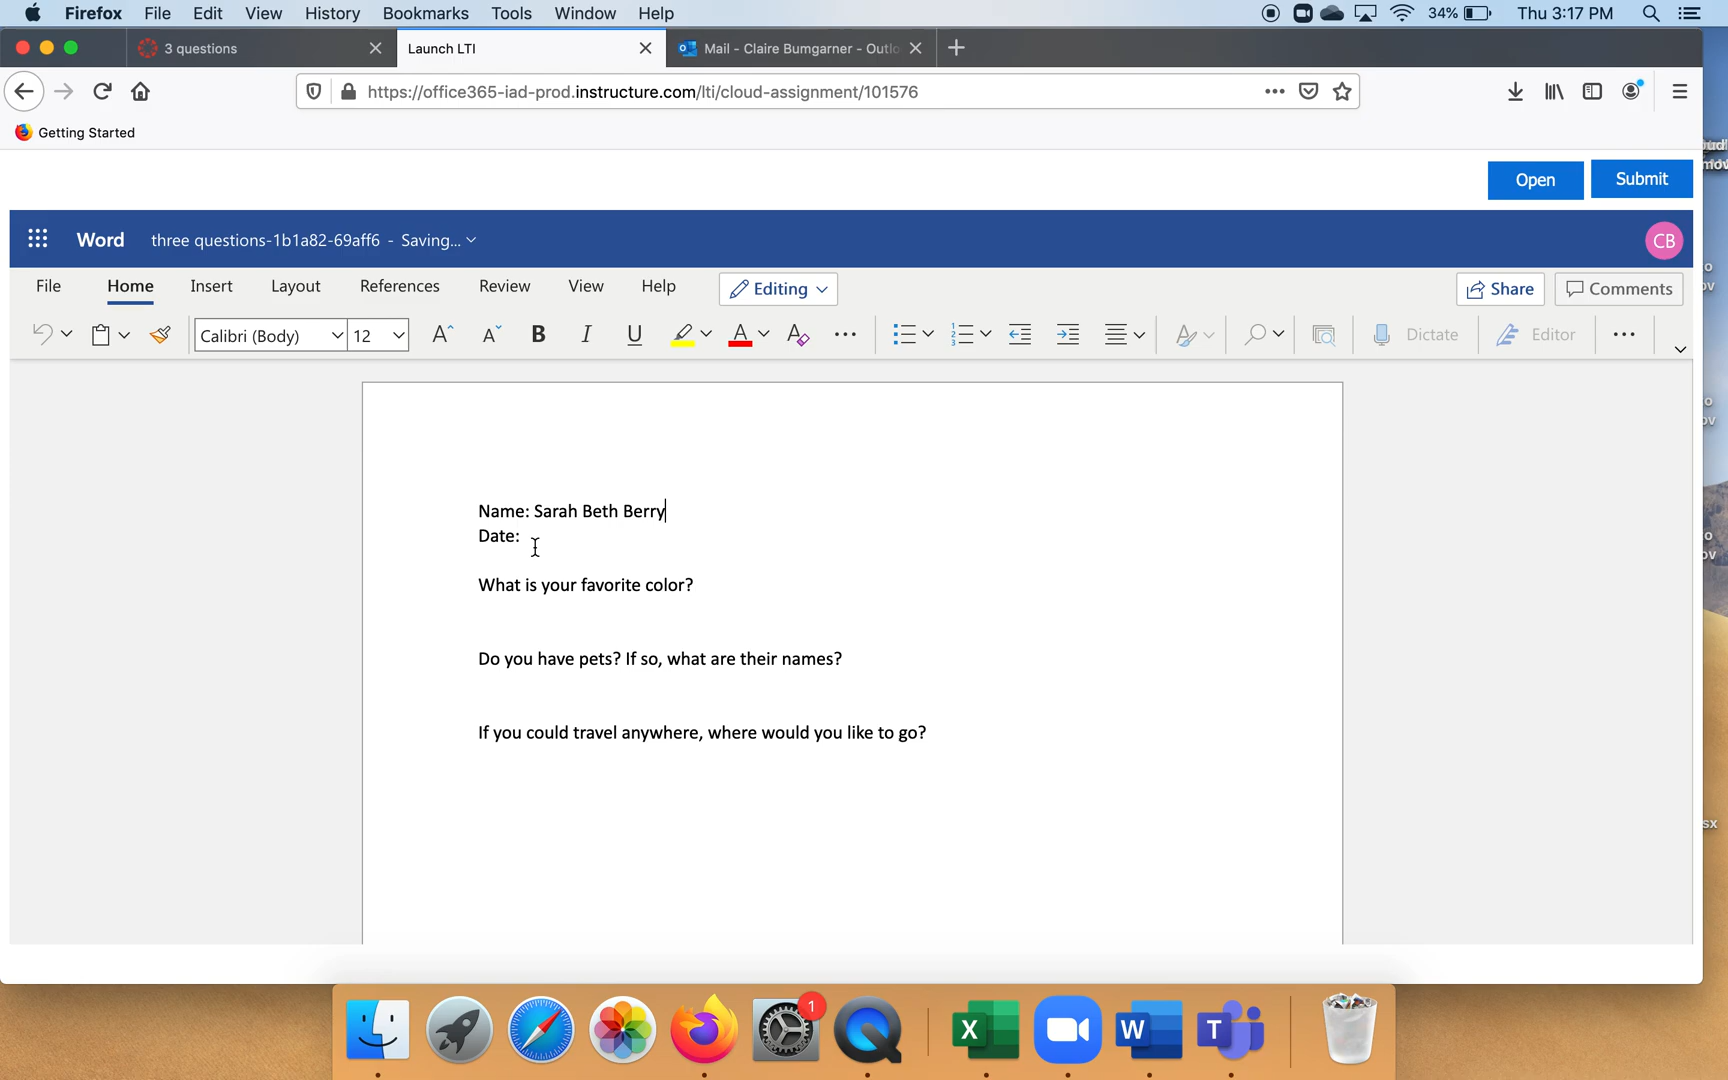 Firefox File Edit View History Bookmarks Tools Window Help 34% Thu 3:17 PM
3 questions Launch LTI Mail - Claire Bumgarner - Outlo
https://office365-iad-prod.instructure.com/lti/cloud-assignment/101576
Getting Started
Open Submit
Word three questions-1b1a82-69aff6 - Saving... CB
File Home Insert Layout References Review View Help Editing Share Comments
Calibri (Body) 12 A A B I U A A Dictate Editor
Name: Sarah Beth Berry
Date:
What is your favorite color?
Do you have pets? If so, what are their names?
If you could travel anywhere, where would you like to go?
1
X W T